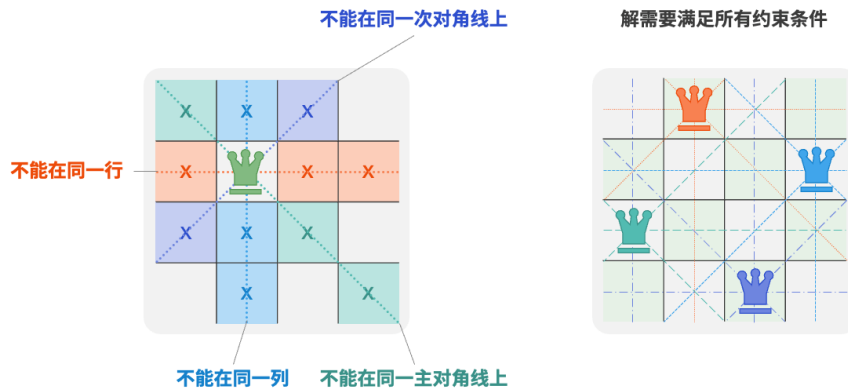 不能在同一次对角线上
解需要满足所有约束条件
X X X
不能在同一行
X X X
X X X
X X
不能在同一列
不能在同一主对角线上